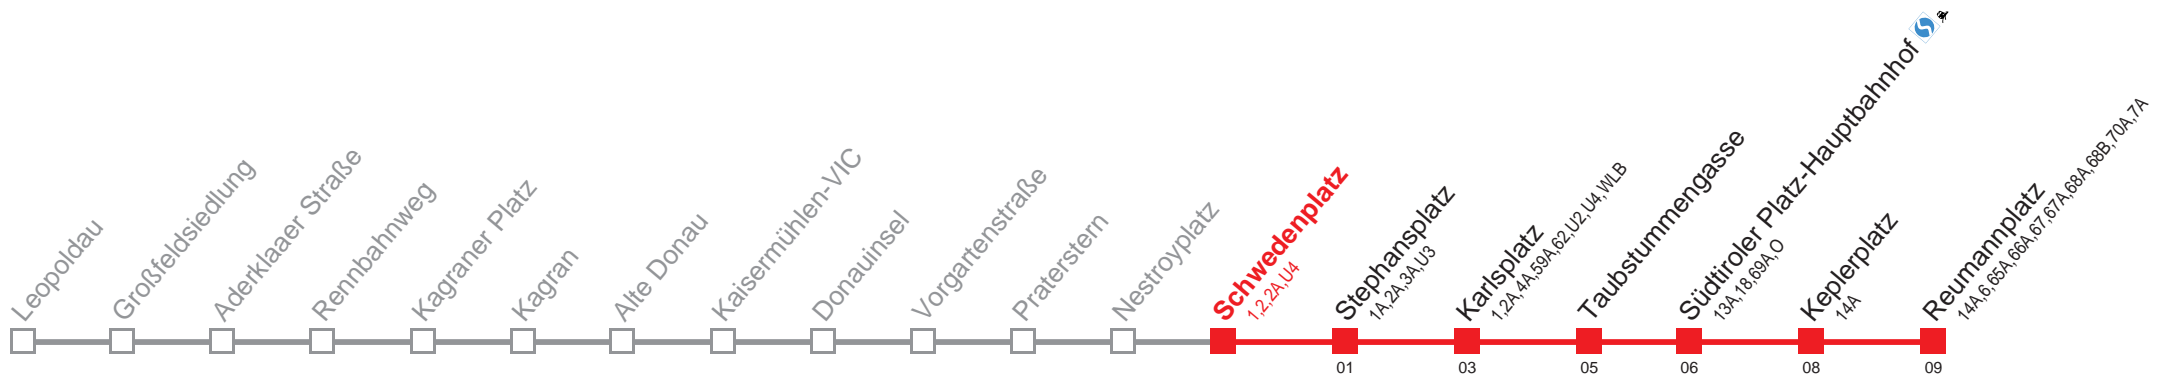 Leopoldau
Großfeldsiedlung
Aderklaaer Straße
Rennbahnweg
Kagraner Platz
Kagran
Alte Donau
Kaisermühlen-VIC
Donauinsel
Vorgartenstraße
Praterstern
Nestroyplatz
Schwedenplatz
1,2,2A,U4
Stephansplatz
1A,2A,3A,U3
01
Karlsplatz
1,2A,4A,59A,62,U2,U4,WLB
03
Taubstummengasse
05
Südtiroler Platz-Hauptbahnhof
13A,18,69A,O
06
Keplerplatz
14A
08
Reumannplatz
14A,6,65A,66A,67,67A,68A,68B,70A,7A
09